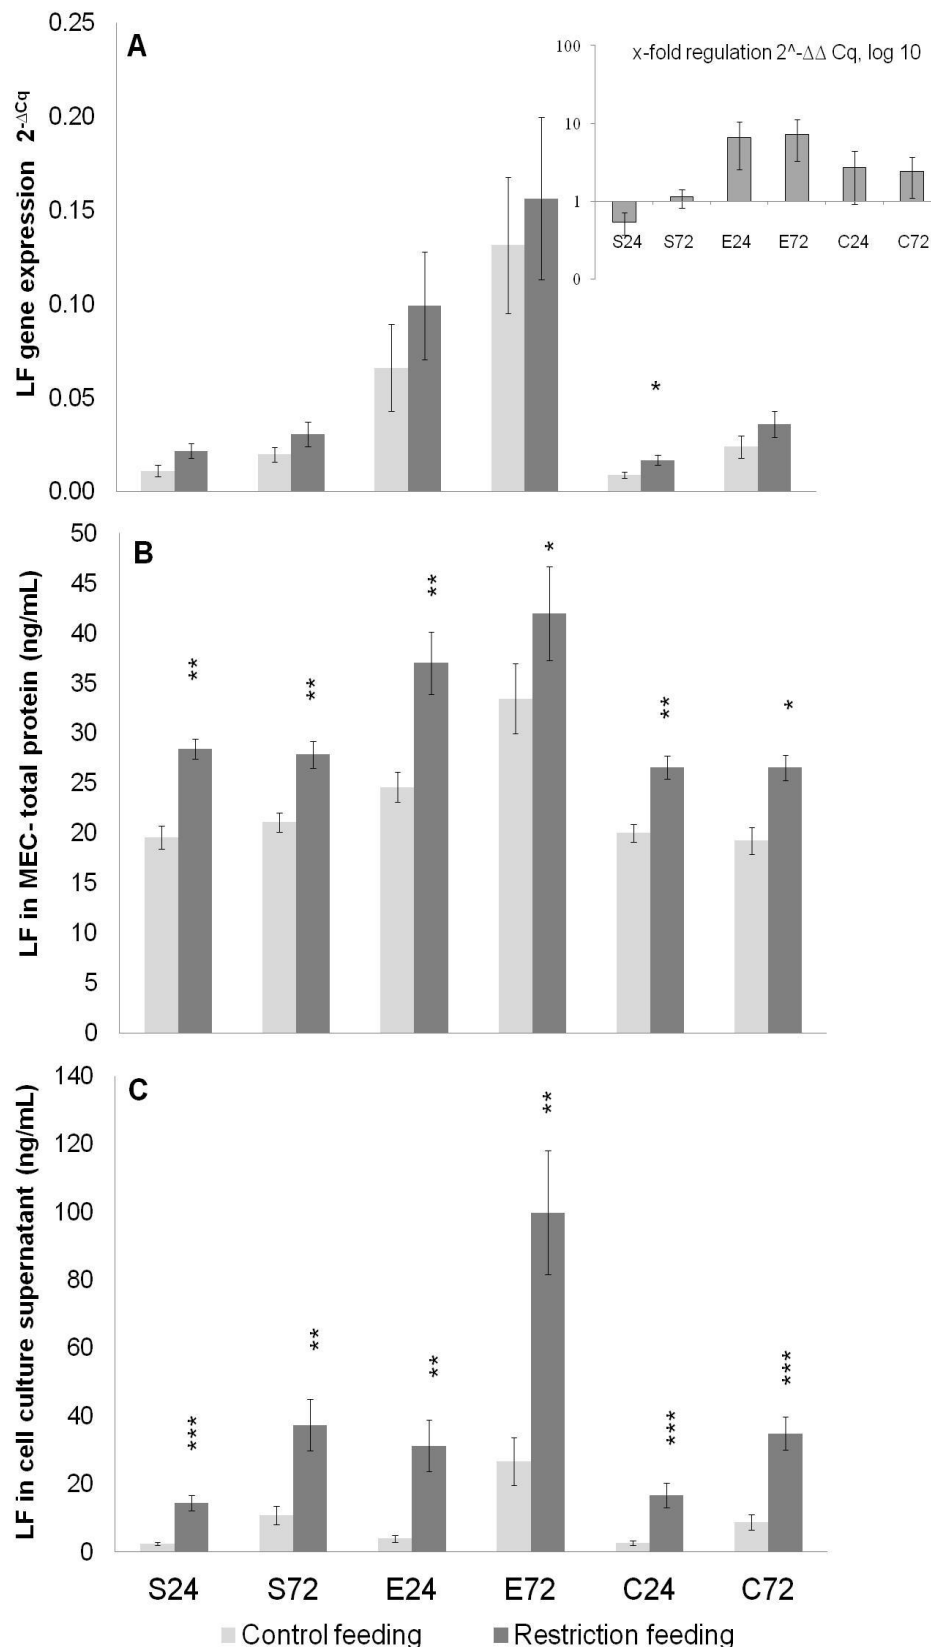 A
LF gene expression 2-ΔCq
0.25
0.20
0.15
0.10
0.05
0.00
*
x-fold regulation 2^-ΔΔ Cq, log 10
100
10
1
0
S24 S72 E24 E72 C24 C72
B
LF in MEC-total protein (ng/mL)
50
45
40
35
30
25
20
15
10
5
0
** ** ** * ** *
C
LF in cell culture supernatant (ng/mL)
140
120
100
80
60
40
20
0
*** ** ** ** *** ***
S24 S72 E24 E72 C24 C72
Control feeding Restriction feeding